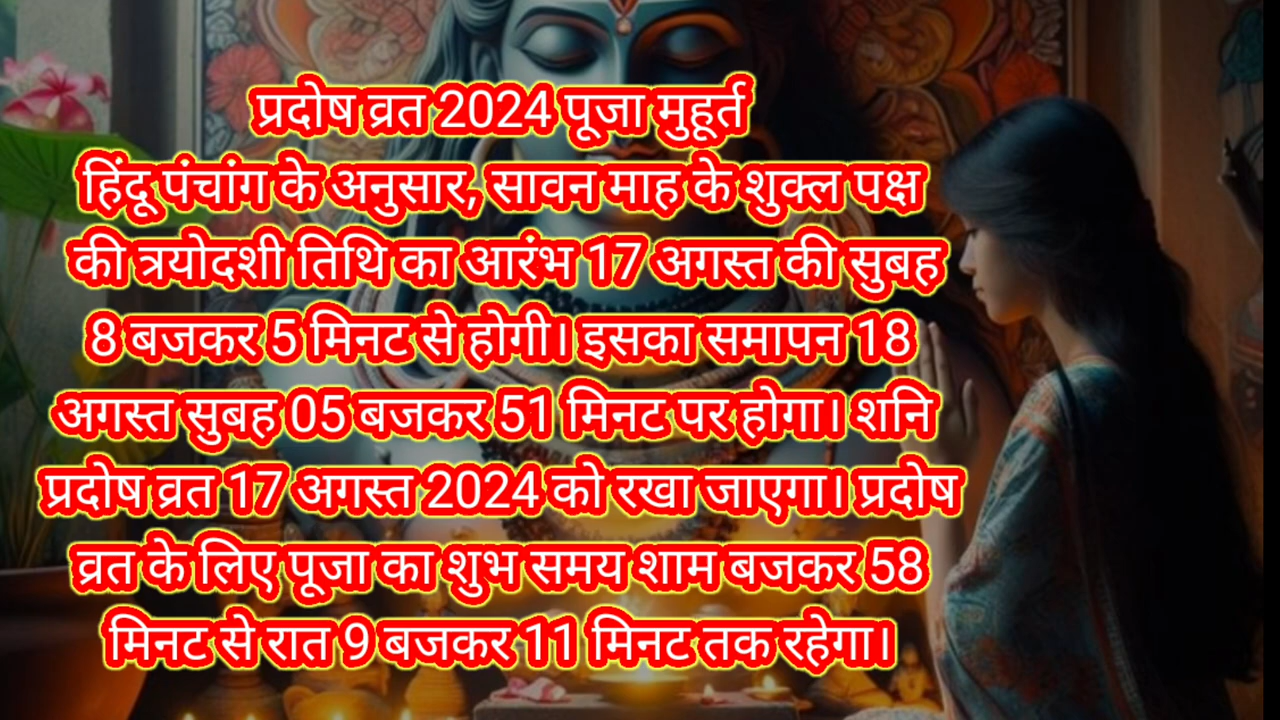 प्रदोष व्रत 2024 पूजा मुहूर्त
हिंदू पंचांग के अनुसार, सावन माह के शुक्ल पक्ष
की त्रयोदशी तिथि का आरंभ 17 अगस्त की सुबह
8 बजकर 5 मिनट से होगी। इसका समापन 18
अगस्त सुबह 05 बजकर 51 मिनट पर होगा। शनि
प्रदोष व्रत 17 अगस्त 2024 को रखा जाएगा। प्रदोष
व्रत के लिए पूजा का शुभ समय शाम बजकर 58
मिनट से रात 9 बजकर 11 मिनट तक रहेगा।